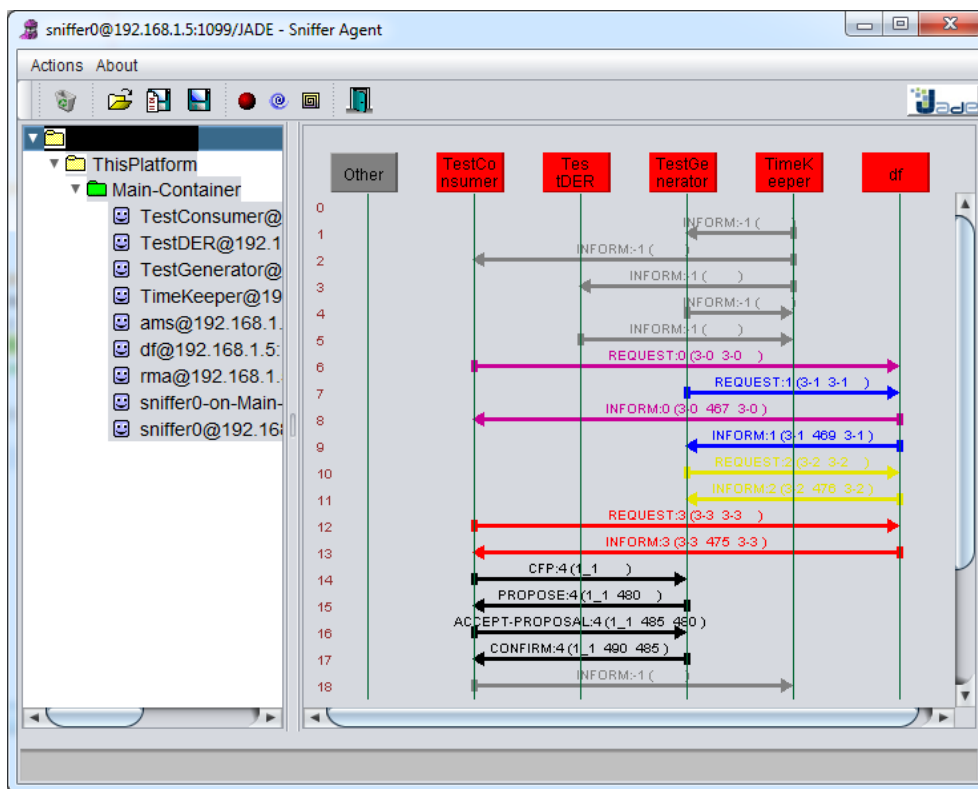 sniffer0@192.168.1.5:1099/JADE - Sniffer Agent
Actions About
Jade
ThisPlatform
Main-Container
TestConsumer@
TestDER@192.1
TestGenerator@
TimeKeeper@19
ams@192.168.1.
df@192.168.1.5:
rma@192.168.1.
sniffer0-on-Main-
sniffer0@192.168
Other
TestCo
nsumer
Tes
tDER
TestGe
nerator
TimeK
eeper
df
0
INFORM:-1 ( )
1
INFORM:-1 ( )
2
INFORM:-1 ( )
3
INFORM:-1 ( )
4
INFORM:-1 ( )
5
REQUEST:0 (3-0 3-0 )
6
REQUEST:1 (3-1 3-1 )
7
INFORM:0 (3-0 467 3-0 )
8
INFORM:1 (3-1 469 3-1 )
9
REQUEST:2 (3-2 3-2 )
10
INFORM:2 (3-2 476 3-2 )
11
REQUEST:3 (3-3 3-3 )
12
INFORM:3 (3-3 475 3-3 )
13
CFP:4 (1_1 )
14
PROPOSE:4 (1_1 480 )
15
ACCEPT-PROPOSAL:4 (1_1 485 480 )
16
CONFIRM:4 (1_1 490 485 )
17
INFORM:-1 ( )
18